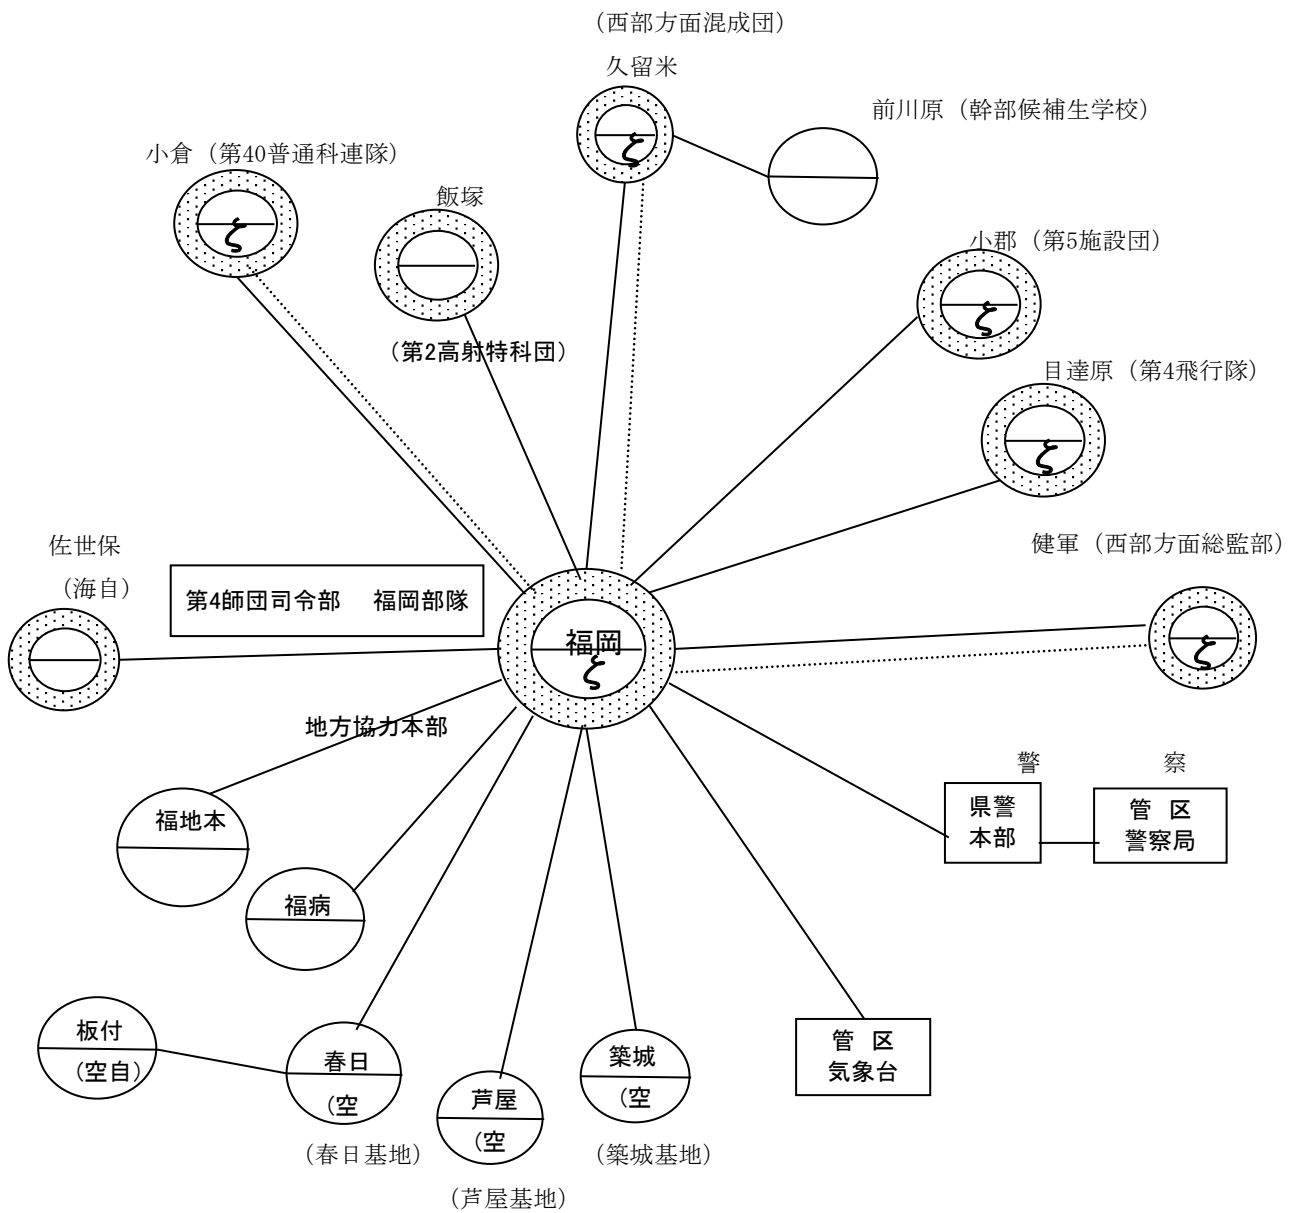 （西部方面混成団）
久留米
前川原（幹部候補生学校）
小倉（第40普通科連隊）
飯塚
（第2高射特科団）
小郡（第5施設団）
目達原（第4飛行隊）
佐世保
（海自）
健軍（西部方面総監部）
第4師団司令部　福岡部隊
福岡
地方協力本部
警　察
県警
本部
管 区
警察局
福地本
福病
板付
（空自）
春日
（空
（春日基地）
芦屋
（空
（芦屋基地）
築城
（空
（築城基地）
管 区
気象台
ζ
ζ
ζ
ζ
ζ
ζ